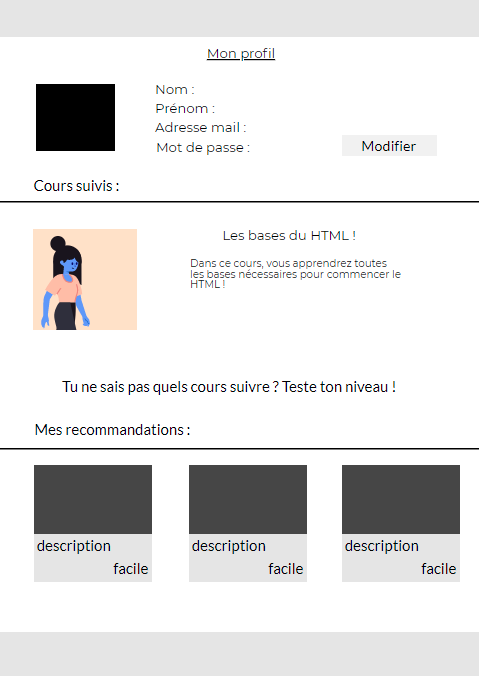 Mon profil
Nom :
Prénom :
Adresse mail :
Mot de passe :
Modifier
Cours suivis :
Les bases du HTML !
Dans ce cours, vous apprendrez toutes
les bases nécessaires pour commencer le
HTML !
Tu ne sais pas quels cours suivre ? Teste ton niveau !
Mes recommandations :
description
facile
description
facile
description
facile